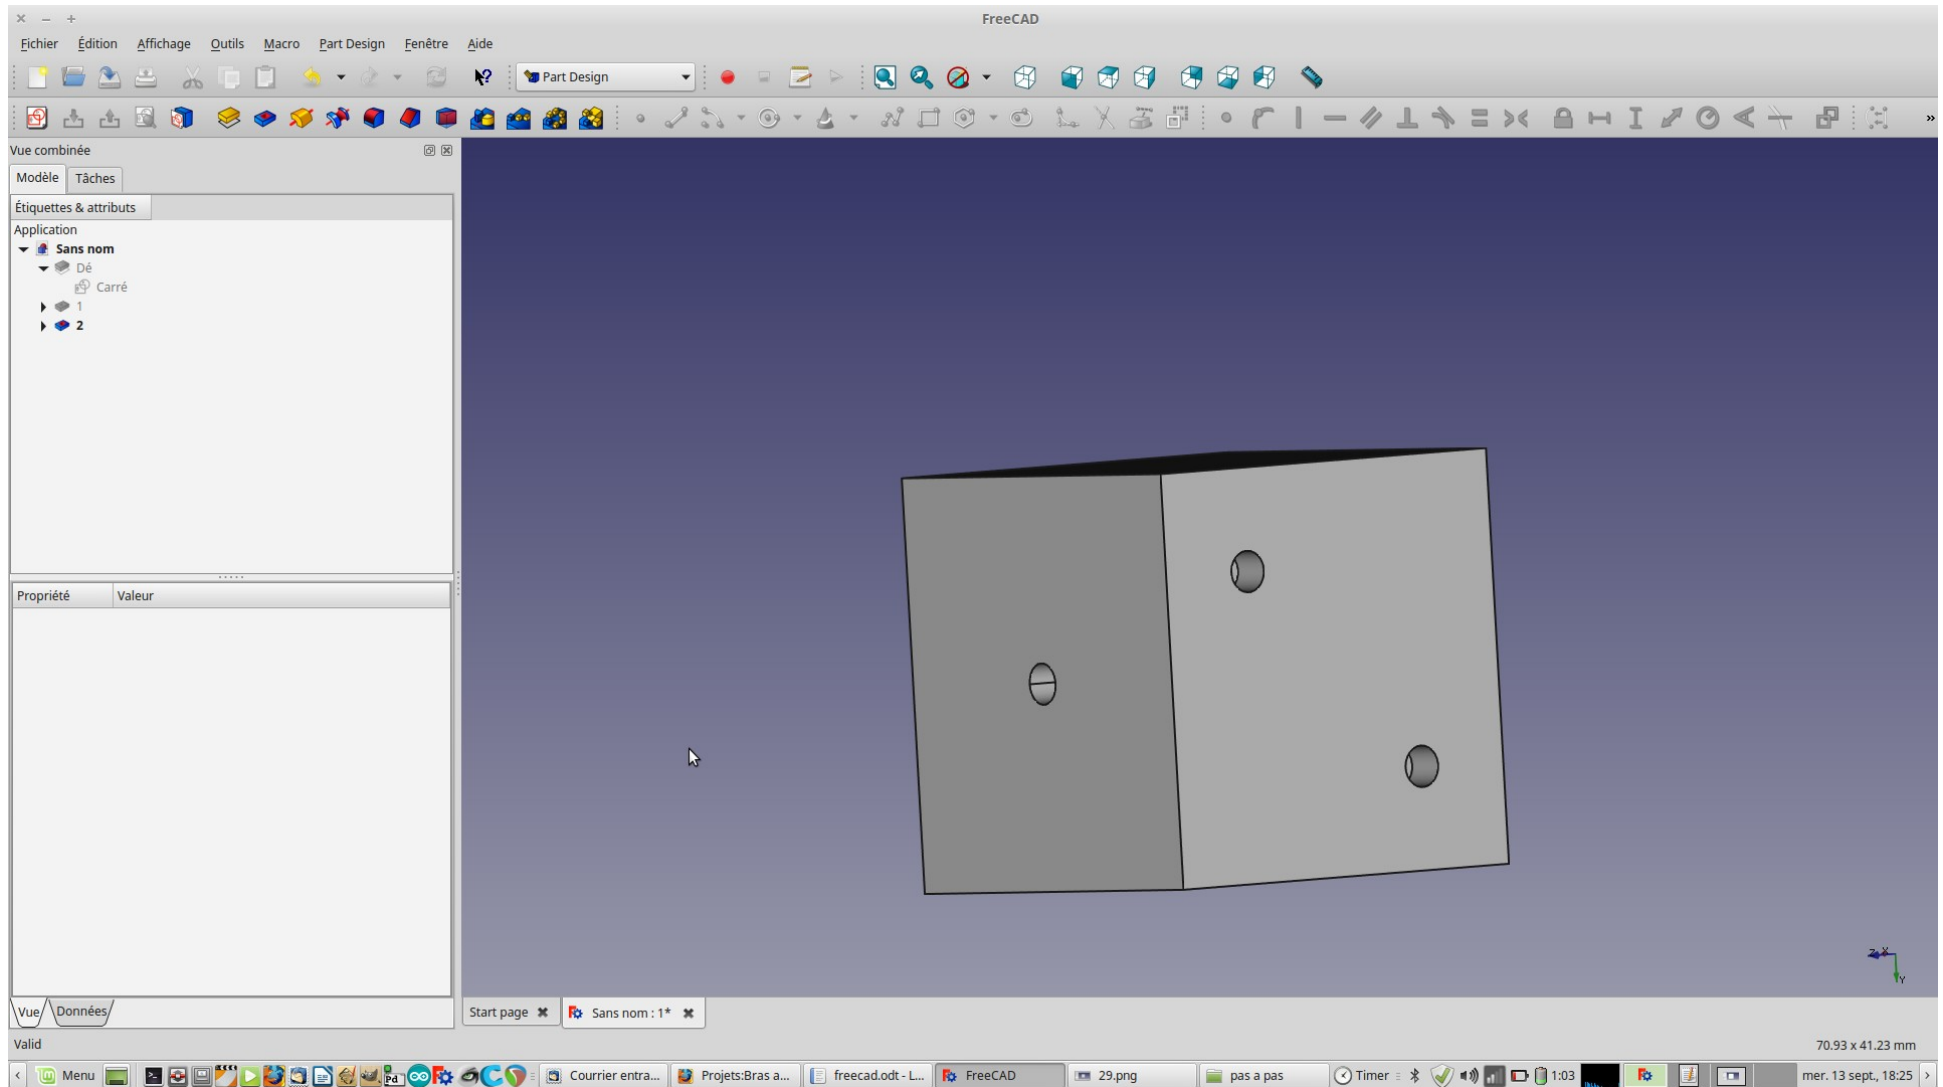 FreeCAD
Fichier Édition Affichage Outils Macro Part Design Fenêtre Aide
Part Design
»
Vue combinée
Modèle Tâches
Étiquettes & attributs
Application
Sans nom
Dé
Carré
1
2
Propriété Valeur
Z X
Y
Vue Données
Start page Sans nom : 1*
Valid
70.93 x 41.23 mm
Menu Pd Courrier entra... Projets:Bras a... freecad.odt - L... FreeCAD 29.png pas a pas Timer 1:03 mer. 13 sept., 18:25